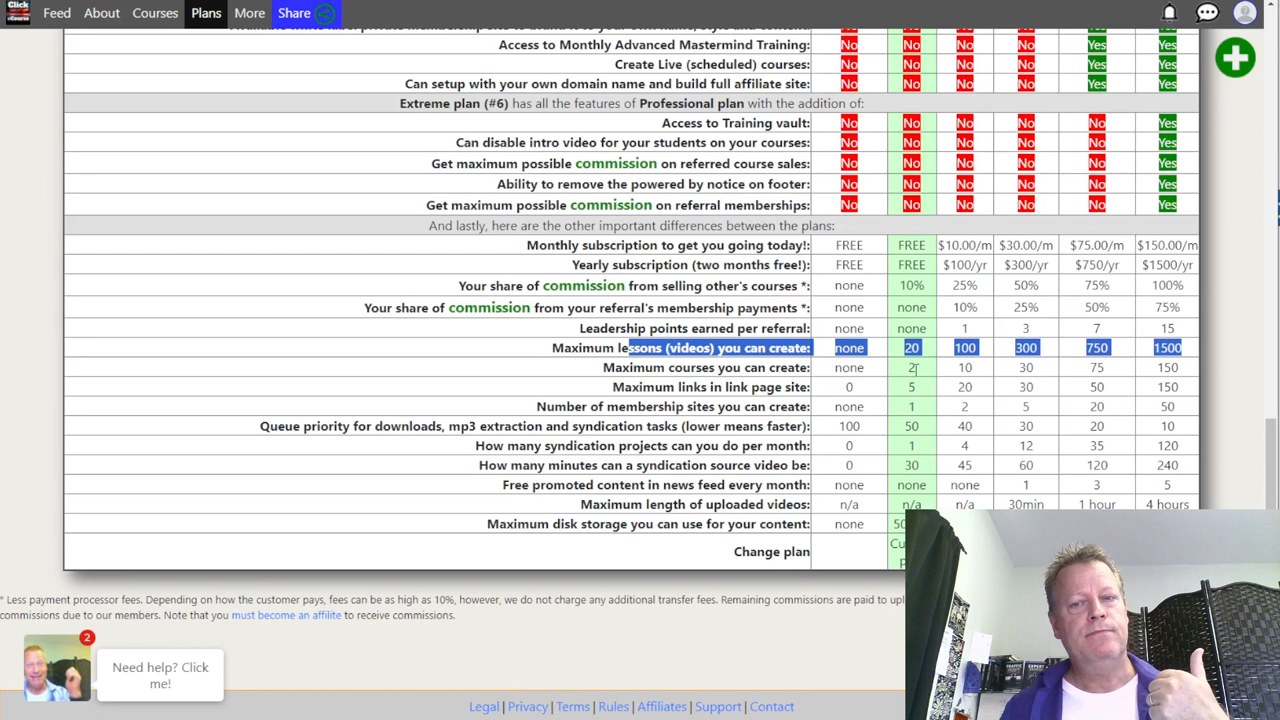 Click
eCourse
Feed About Courses Plans More Share
Access to Monthly Advanced Mastermind Training: No No No No Yes Yes
Create Live (scheduled) courses: No No No No Yes Yes
Can setup with your own domain name and build full affiliate site: No No No No Yes Yes
Extreme plan (#6) has all the features of Professional plan with the addition of:
Access to Training vault: No No No No No Yes
Can disable intro video for your students on your courses: No No No No No Yes
Get maximum possible commission on referred course sales: No No No No No Yes
Ability to remove the powered by notice on footer: No No No No No Yes
Get maximum possible commission on referral memberships: No No No No No Yes
And lastly, here are the other important differences between the plans:
Monthly subscription to get you going today!: FREE FREE $10.00/m $30.00/m $75.00/m $150.00/m
Yearly subscription (two months free!): FREE FREE $100/yr $300/yr $750/yr $1500/yr
Your share of commission from selling other's courses *: none 10% 25% 50% 75% 100%
Your share of commission from your referral's membership payments *: none none 10% 25% 50% 75%
Leadership points earned per referral: none none 1 3 7 15
Maximum lessons (videos) you can create: none 20 100 300 750 1500
Maximum courses you can create: none 2 10 30 75 150
Maximum links in link page site: 0 5 20 30 50 150
Number of membership sites you can create: none 1 2 5 20 50
Queue priority for downloads, mp3 extraction and syndication tasks (lower means faster): 100 50 40 30 20 10
How many syndication projects can you do per month: 0 1 4 12 35 120
How many minutes can a syndication source video be: 0 30 45 60 120 240
Free promoted content in news feed every month: none none none 1 3 5
Maximum length of uploaded videos: n/a n/a n/a 30min 1 hour 4 hours
Maximum disk storage you can use for your content: none
Change plan
* Less payment processor fees. Depending on how the customer pays, fees can be as high as 10%, however, we do not charge any additional transfer fees. Remaining commissions are paid to
commissions due to our members. Note that you must become an affilite to receive commissions.
2
Need help? Click
me!
Legal | Privacy | Terms | Rules | Affiliates | Support | Contact
TRAFFIC EXPERT